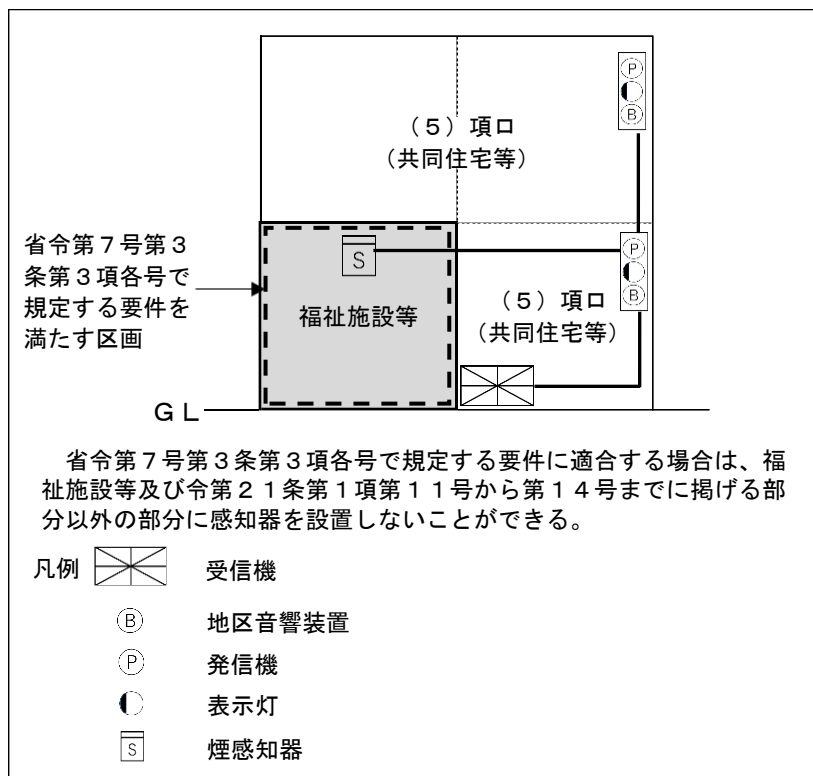 Ⓟ
Ⓑ
（５）項ロ
（共同住宅等）
省令第７号第３
条第３項各号で
規定する要件を
満たす区画
S
福祉施設等
Ⓟ
Ⓑ
（５）項ロ
（共同住宅等）
ＧＬ
省令第７号第３条第３項各号で規定する要件に適合する場合は、福
祉施設等及び令第２１条第１項第１１号から第１４号までに掲げる部
分以外の部分に感知器を設置しないことができる。
凡例 受信機
Ⓑ 地区音響装置
Ⓟ 発信機
表示灯
S 煙感知器